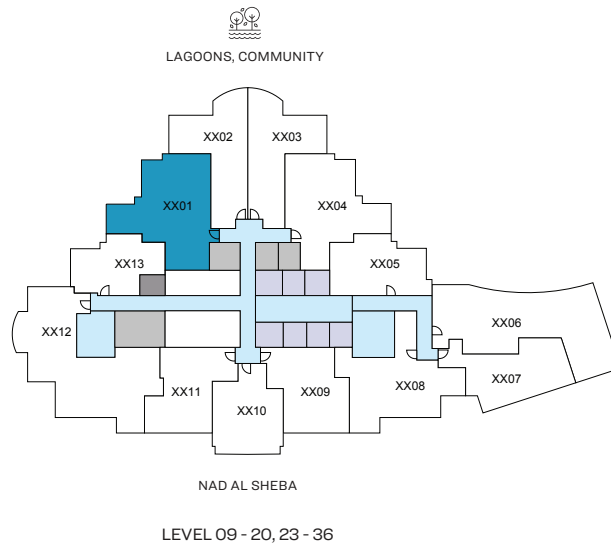 LAGOONS, COMMUNITY
XX02
XX03
XX01
XX04
XX13
XX05
XX12
XX06
XX11
XX10
XX09
XX08
XX07
NAD AL SHEBA
LEVEL 09 - 20, 23 - 36